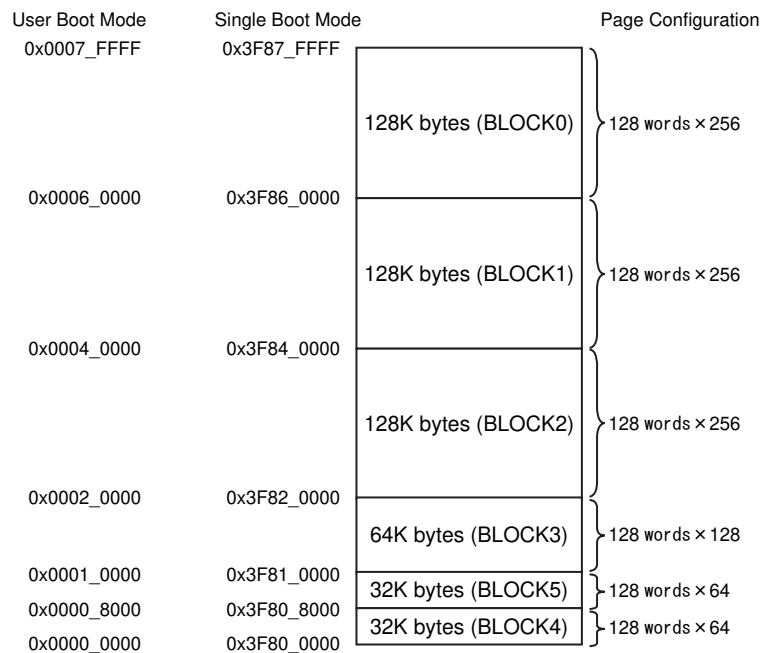 User Boot Mode Single Boot Mode Page Configuration
0x0007_FFFF 0x3F87_FFFF
128K bytes (BLOCK0) 128 words×256
0x0006_0000 0x3F86_0000
128K bytes (BLOCK1) 128 words×256
0x0004_0000 0x3F84_0000
128K bytes (BLOCK2) 128 words×256
0x0002_0000 0x3F82_0000
64K bytes (BLOCK3) 128 words×128
0x0001_0000 0x3F81_0000
32K bytes (BLOCK5) 128 words×64
0x0000_8000 0x3F80_8000
32K bytes (BLOCK4) 128 words×64
0x0000_0000 0x3F80_0000